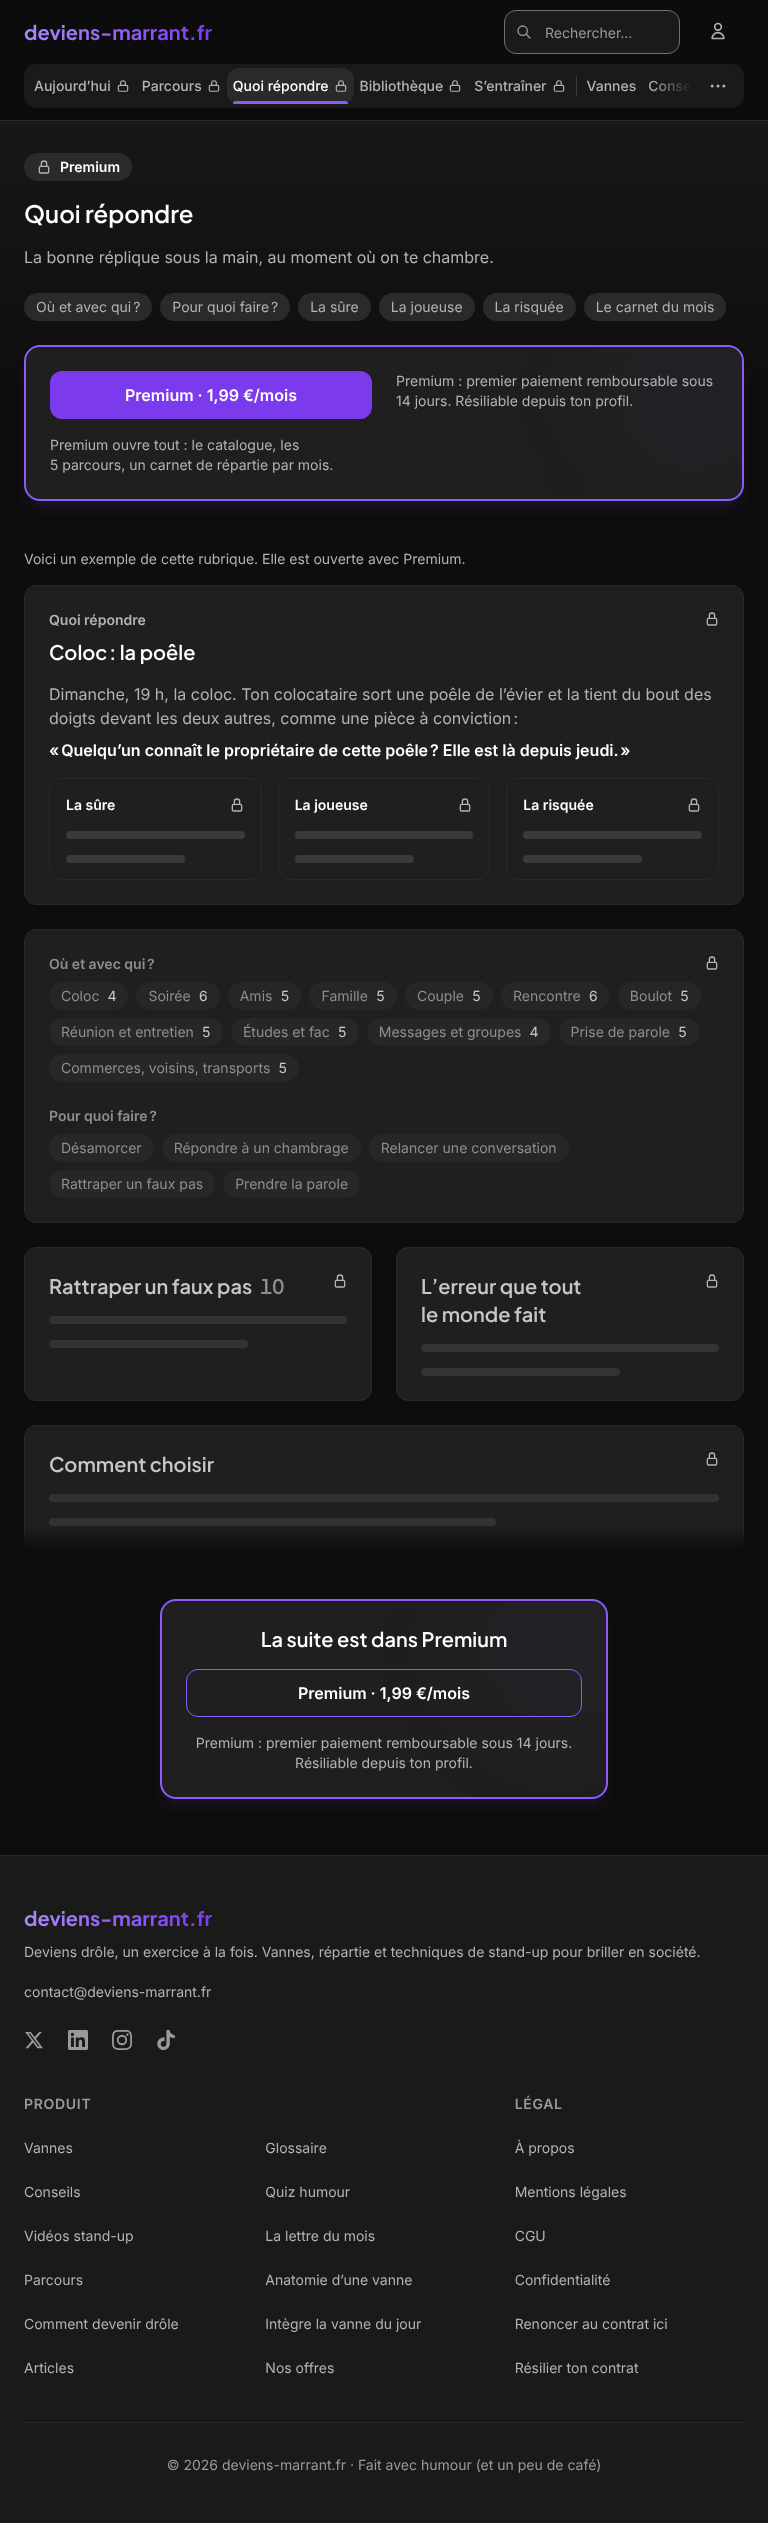 deviens-marrant.fr
Rechercher...
Aujourd’hui
Parcours
Quoi répondre
Bibliothèque
S’entraîner
Vannes
Premium
Quoi répondre
La bonne réplique sous la main, au moment où on te chambre.
Où et avec qui ?
Pour quoi faire ?
La sûre
La joueuse
La risquée
Le carnet du mois
Premium · 1,99 €/mois
Premium : premier paiement remboursable sous
14 jours. Résiliable depuis ton profil.
Premium ouvre tout : le catalogue, les
5 parcours, un carnet de répartie par mois.
Voici un exemple de cette rubrique. Elle est ouverte avec Premium.
Quoi répondre
Coloc : la poêle
Dimanche, 19 h, la coloc. Ton colocataire sort une poêle de l’évier et la tient du bout des
doigts devant les deux autres, comme une pièce à conviction :
« Quelqu’un connaît le propriétaire de cette poêle ? Elle est là depuis jeudi. »
La sûre
La joueuse
La risquée
Où et avec qui ?
Coloc 4
Soirée 6
Amis 5
Famille 5
Couple 5
Rencontre 6
Boulot 5
Réunion et entretien 5
Études et fac 5
Messages et groupes 4
Prise de parole 5
Commerces, voisins, transports 5
Pour quoi faire ?
Désamorcer
Répondre à un chambrage
Relancer une conversation
Rattraper un faux pas
Prendre la parole
Rattraper un faux pas 10
L’erreur que tout
le monde fait
Comment choisir
La suite est dans Premium
Premium · 1,99 €/mois
Premium : premier paiement remboursable sous 14 jours.
Résiliable depuis ton profil.
deviens-marrant.fr
Deviens drôle, un exercice à la fois. Vannes, répartie et techniques de stand-up pour briller en société.
contact@deviens-marrant.fr
PRODUIT
Vannes
Conseils
Vidéos stand-up
Parcours
Comment devenir drôle
Articles
Glossaire
Quiz humour
La lettre du mois
Anatomie d’une vanne
Intègre la vanne du jour
Nos offres
LÉGAL
À propos
Mentions légales
CGU
Confidentialité
Renoncer au contrat ici
Résilier ton contrat
© 2026 deviens-marrant.fr · Fait avec humour (et un peu de café)